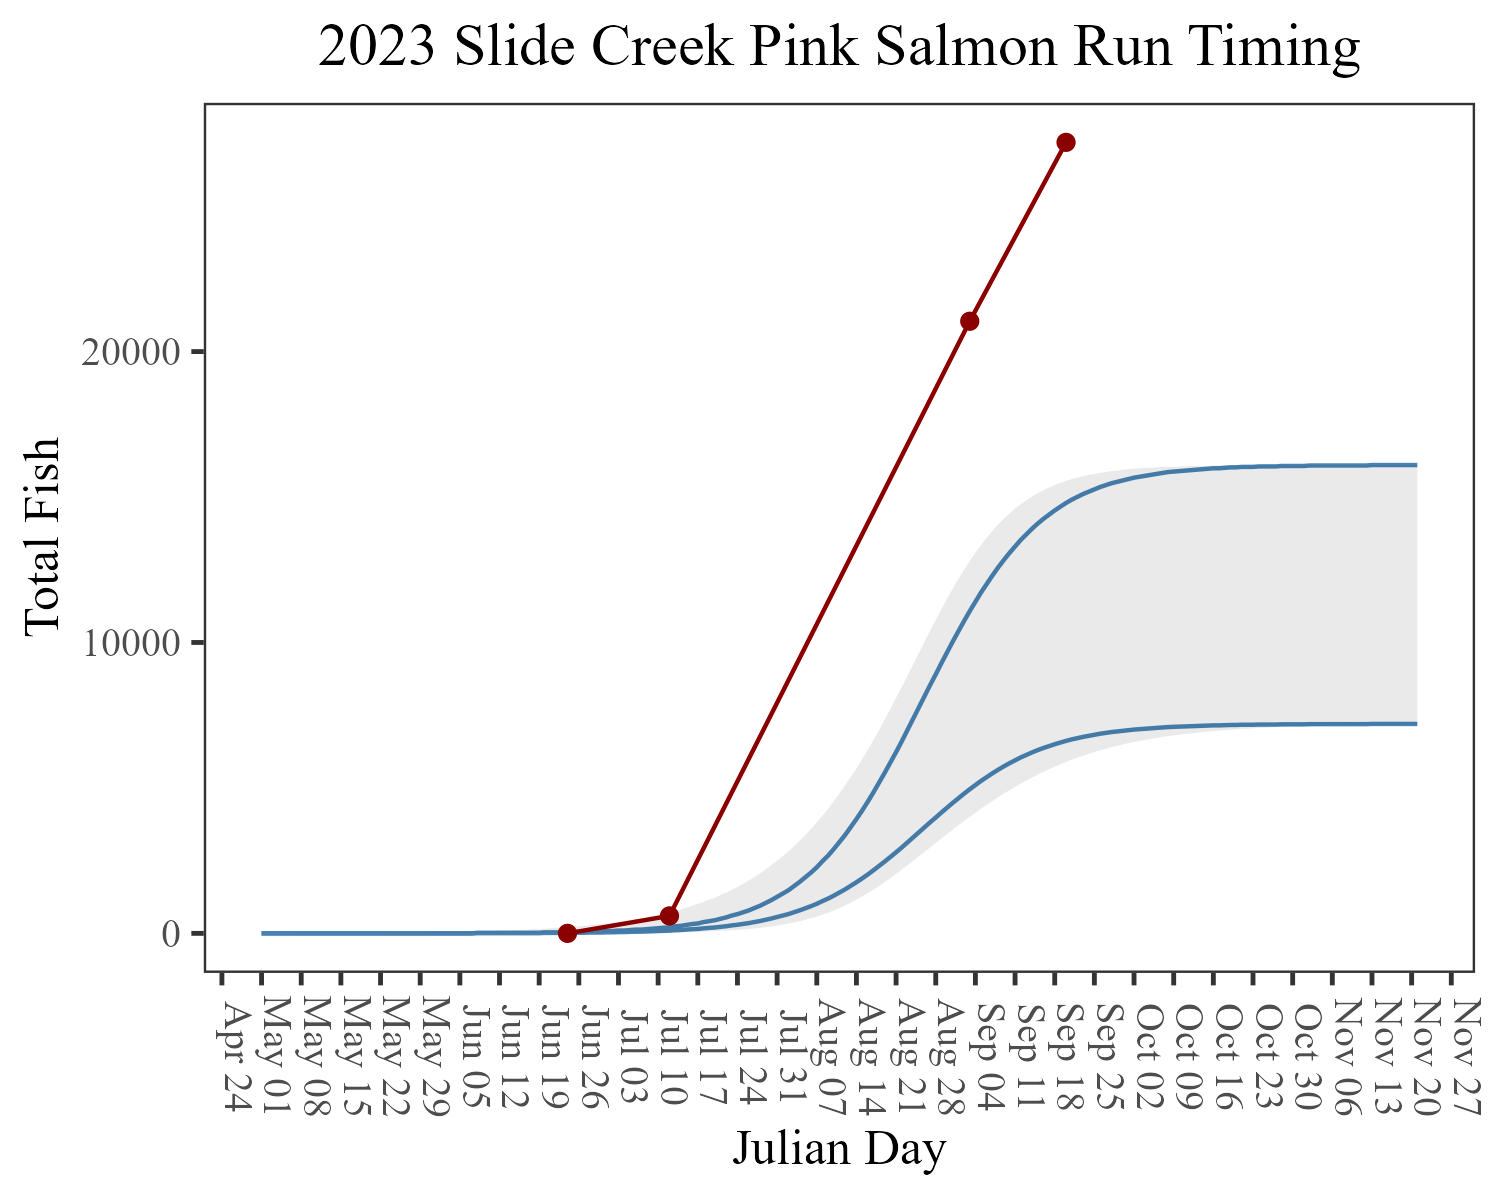 2023 Slide Creek Pink Salmon Run Timing
Total Fish
20000
10000
0
Apr 24
May 01
May 08
May 15
May 22
May 29
Jun 05
Jun 12
Jun 19
Jun 26
Jul 03
Jul 10
Jul 17
Jul 24
Jul 31
Aug 07
Aug 14
Aug 21
Aug 28
Sep 04
Sep 11
Sep 18
Sep 25
Oct 02
Oct 09
Oct 16
Oct 23
Oct 30
Nov 06
Nov 13
Nov 20
Nov 27
Julian Day